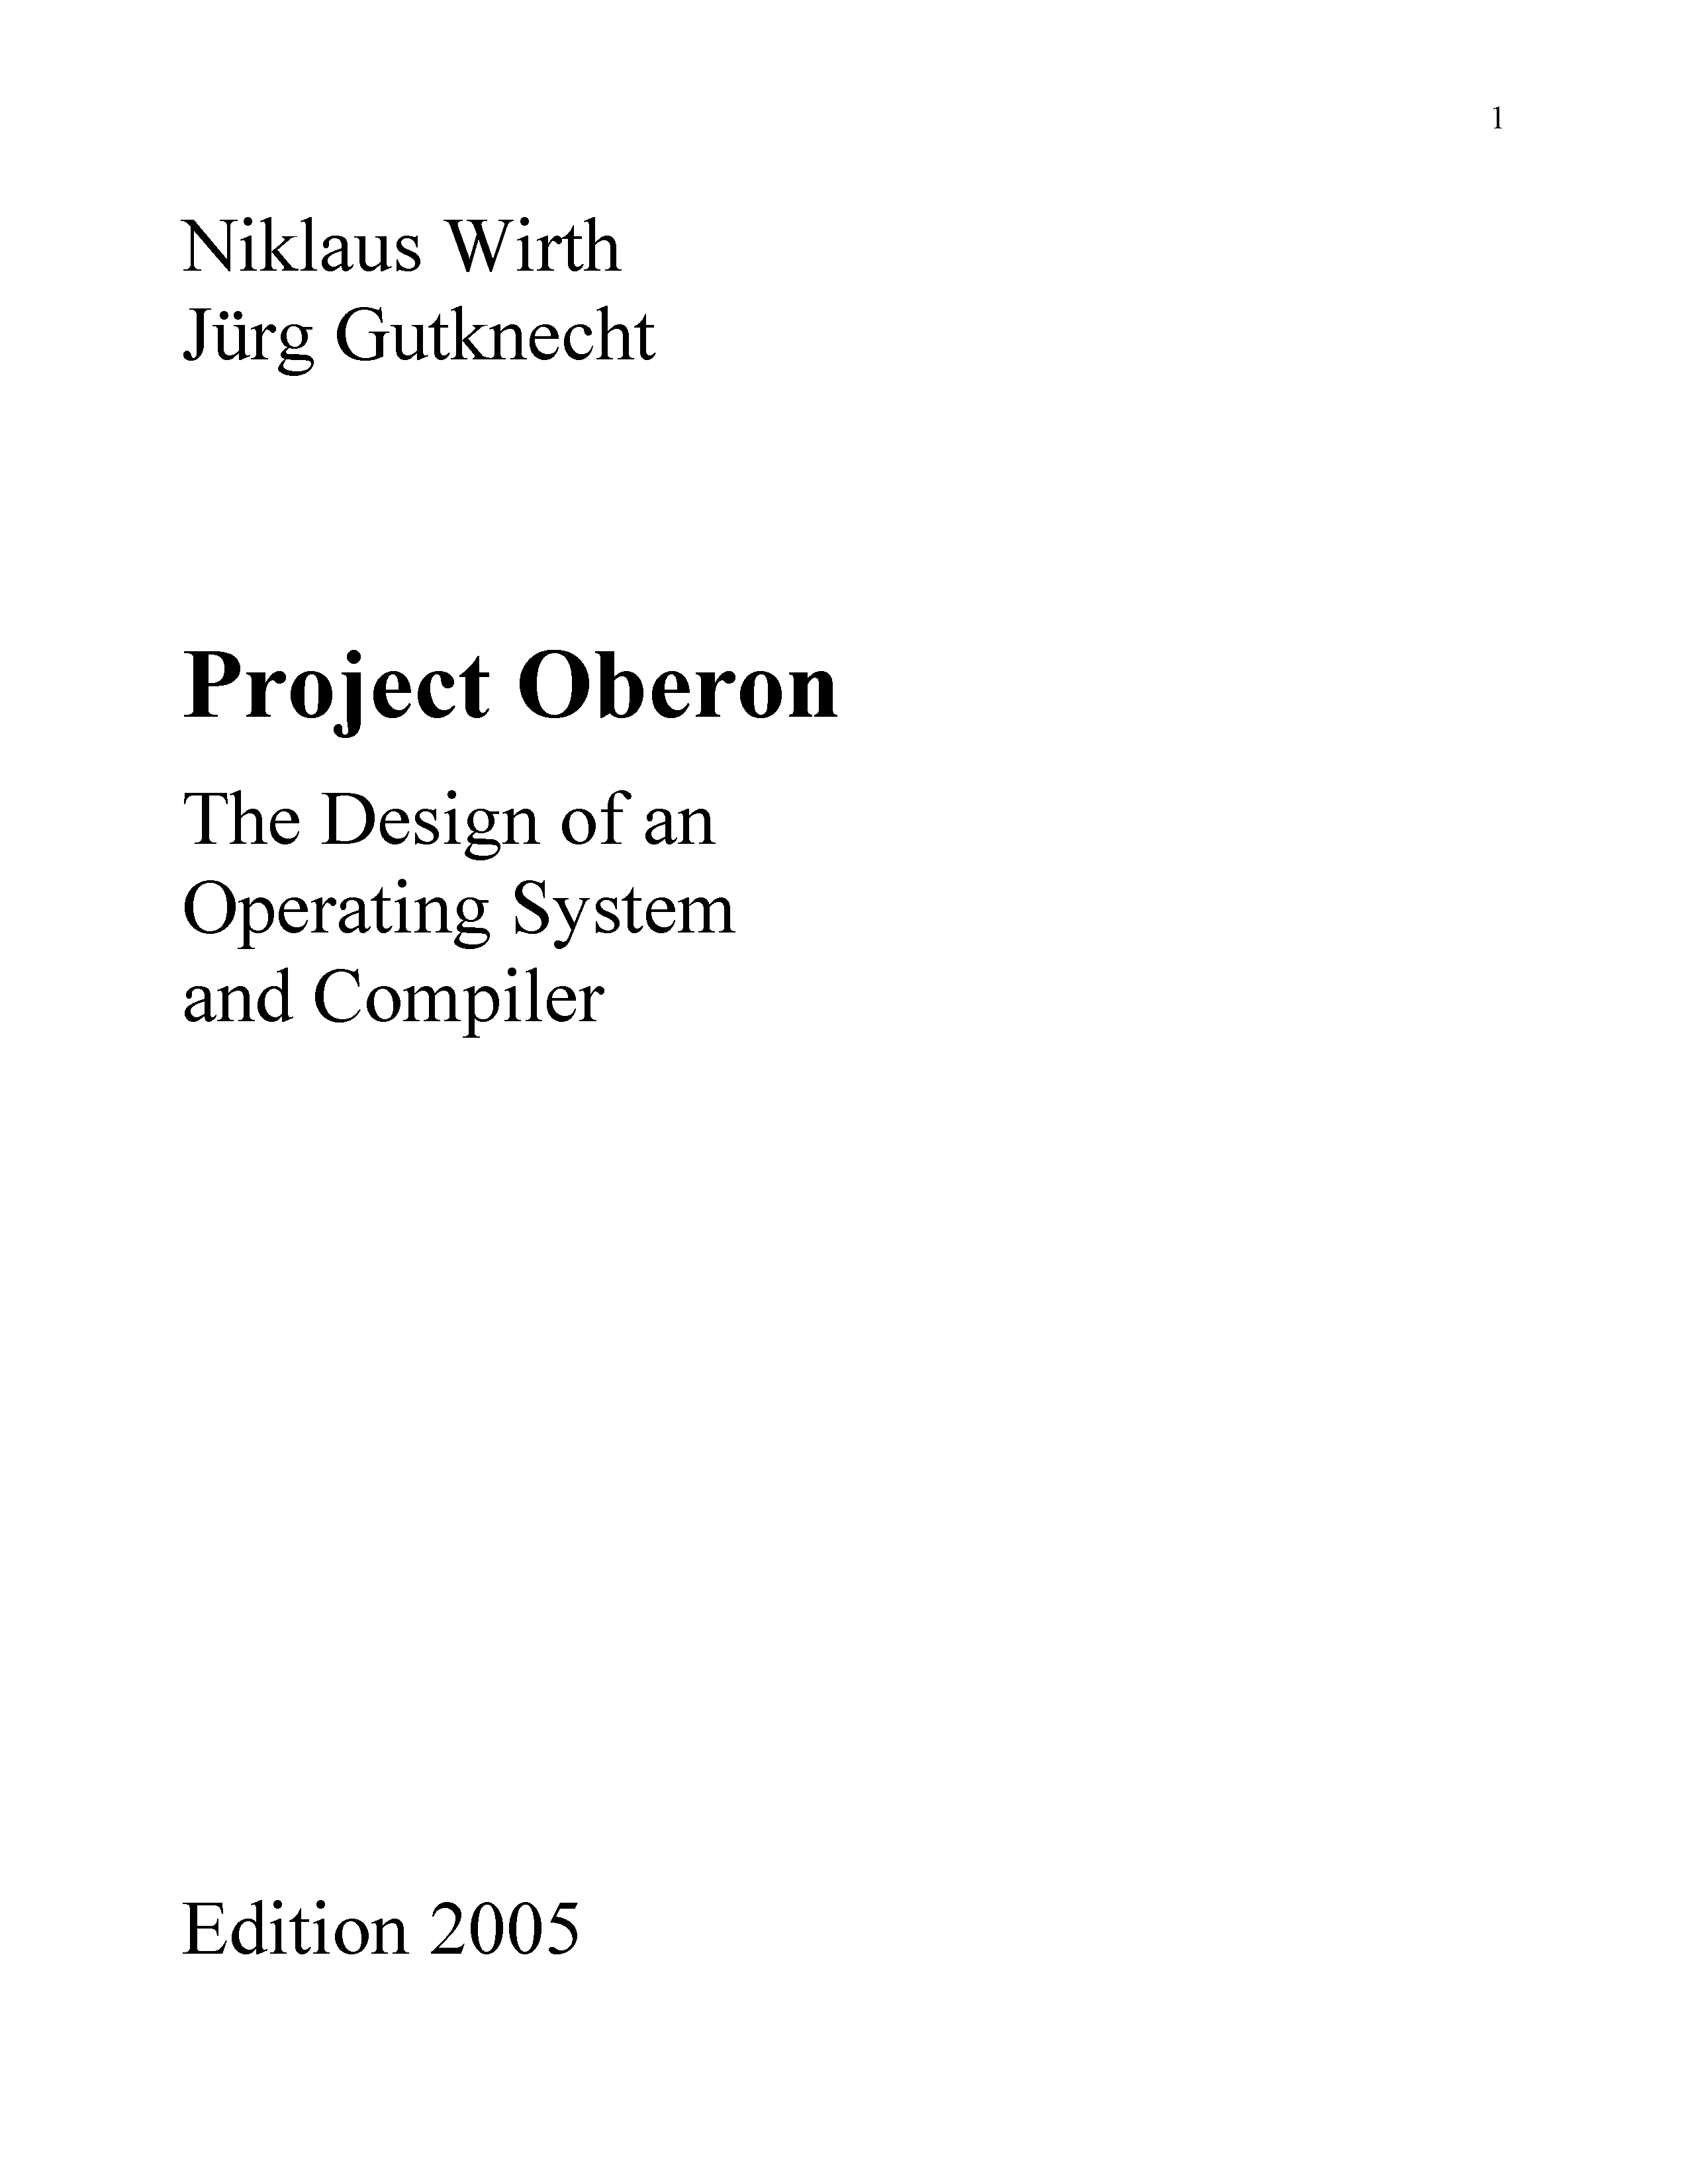 1
Niklaus Wirth
Jürg Gutknecht
Project Oberon
The Design of an
Operating System
and Compiler
Edition 2005